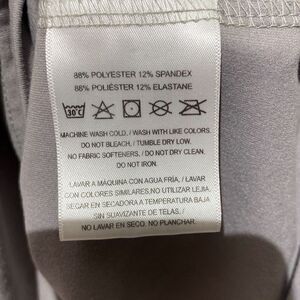 88% POLYESTER 12% SPANDEX
88% POLIÉSTER 12% ELASTANE
30°C
MACHINE WASH COLD. / WASH WITH LIKE COLORS.
DO NOT BLEACH, / TUMBLE DRY LOW.
NO FABRIC SOFTENERS, / DO NOT DRY CLEAN.
DO NOT IRON.
LAVAR A MAQUINA CON AGUA FRÍA, / LAVAR
CON COLORES SIMILARES,NO UTILIZAR LEJIA,
SECAR EN SECADORA A TEMPERATURA BAJA
SIN SUAVIZANTE DE TELAS, /
NO LAVAR EN SECO. NO PLANCHAR